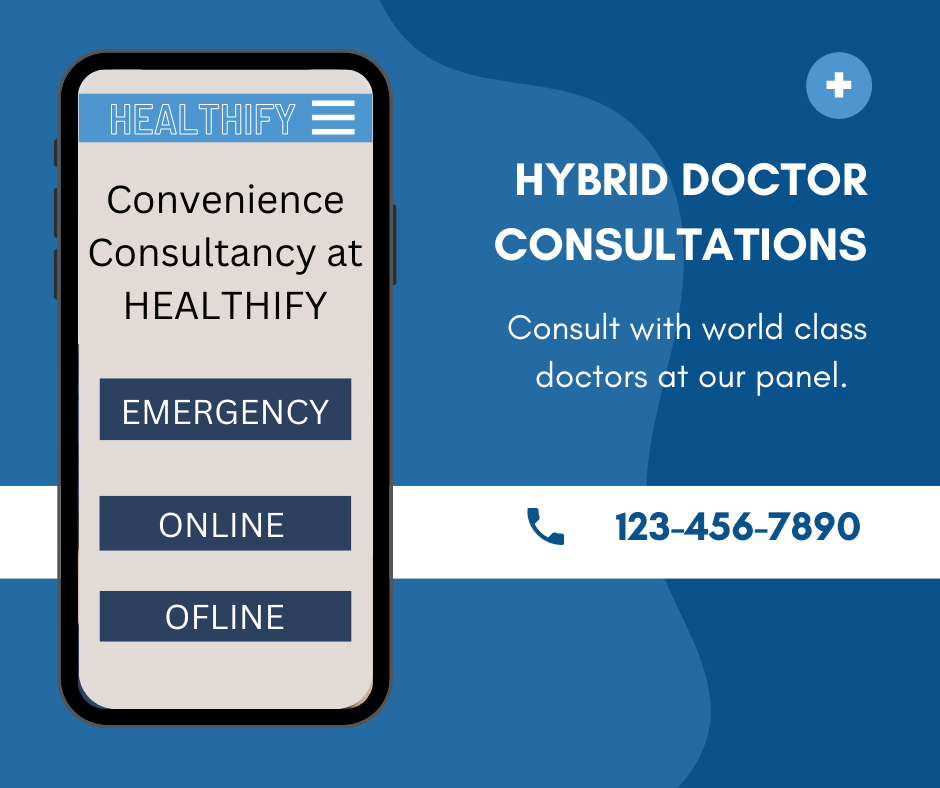 HEALTHIFY
Convenience
Consultancy at
HEALTHIFY
EMERGENCY
ONLINE
OFLINE
HYBRID DOCTOR
CONSULTATIONS
Consult with world class
doctors at our panel.
123-456-7890